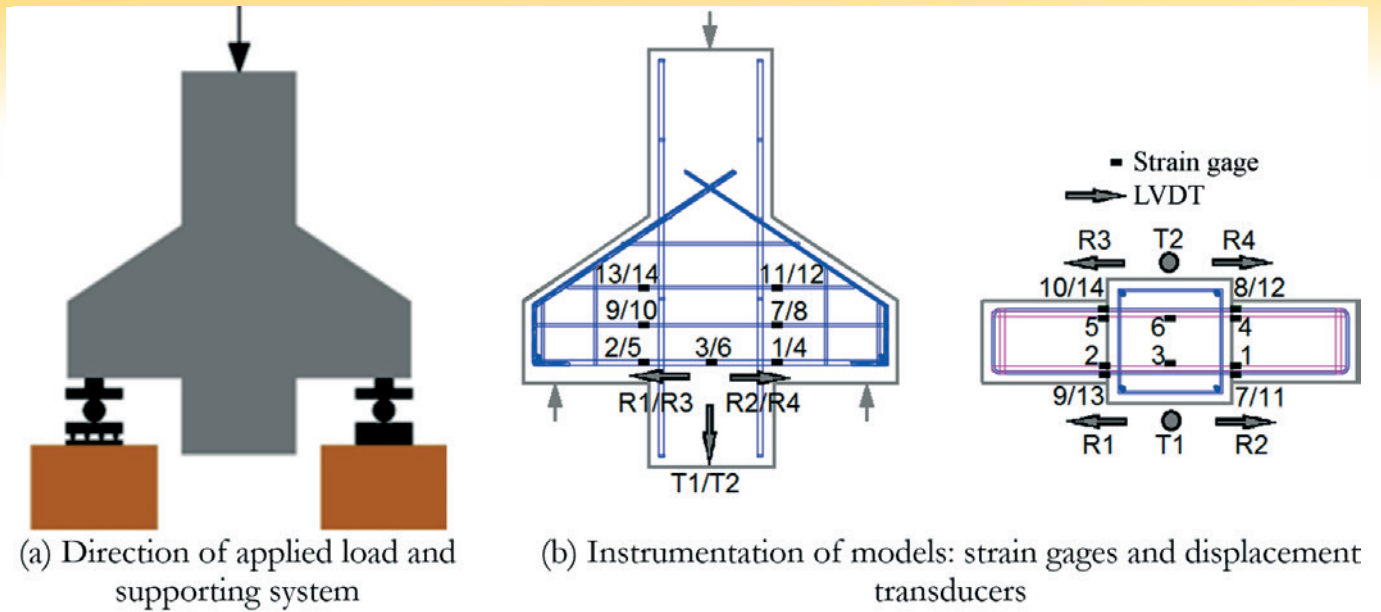 13/14
11/12
9/10
7/8
2/5
3/6
1/4
R1/R3
R2/R4
T1/T2
Strain gage
LVDT
R3
T2
R4
10/14
8/12
5
6
4
2
3
1
9/13
7/11
R1
T1
R2
(a) Direction of applied load and
supporting system
(b) Instrumentation of models: strain gages and displacement
transducers